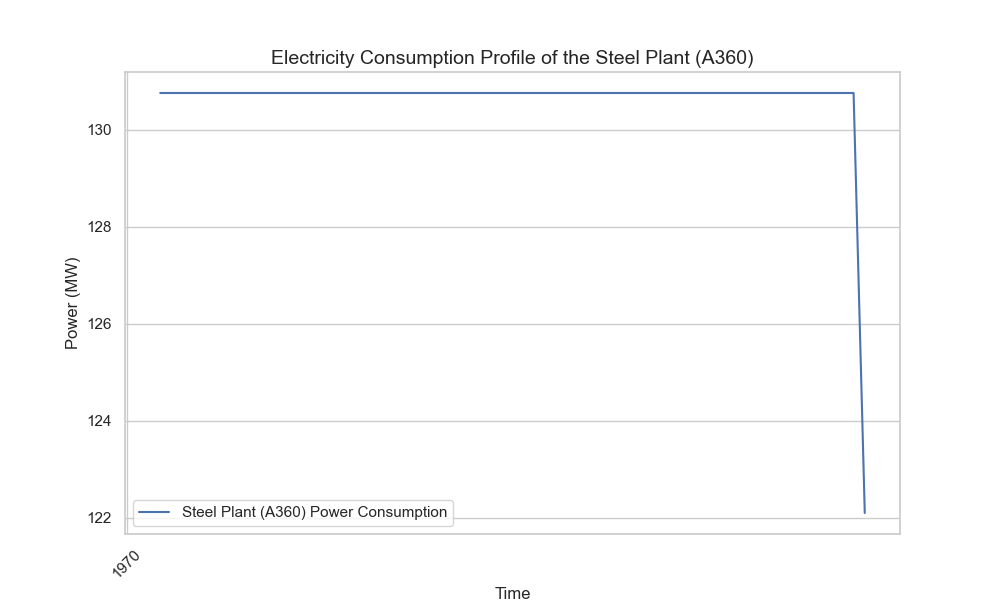 Electricity Consumption Profile of the Steel Plant (A360)
Power (MW)
130
128
126
124
122
Steel Plant (A360) Power Consumption
1970
Time